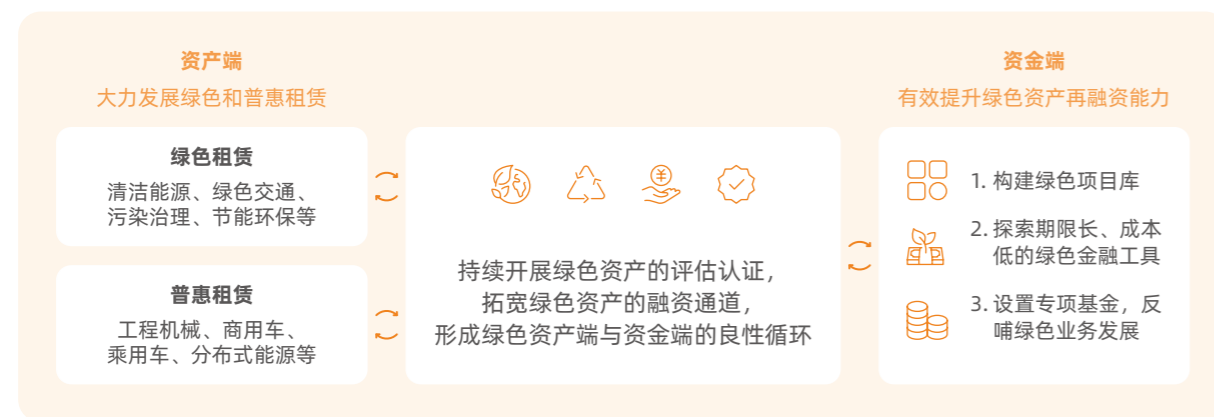 资产端
大力发展绿色和普惠租赁
绿色租赁
清洁能源、绿色交通、
污染治理、节能环保等
普惠租赁
工程机械、商用车、
乘用车、分布式能源等
¥
持续开展绿色资产的评估认证，
拓宽绿色资产的融资通道，
形成绿色资产端与资金端的良性循环
资金端
有效提升绿色资产再融资能力
1. 构建绿色项目库
2. 探索期限长、成本
低的绿色金融工具
3. 设置专项基金，反
哺绿色业务发展